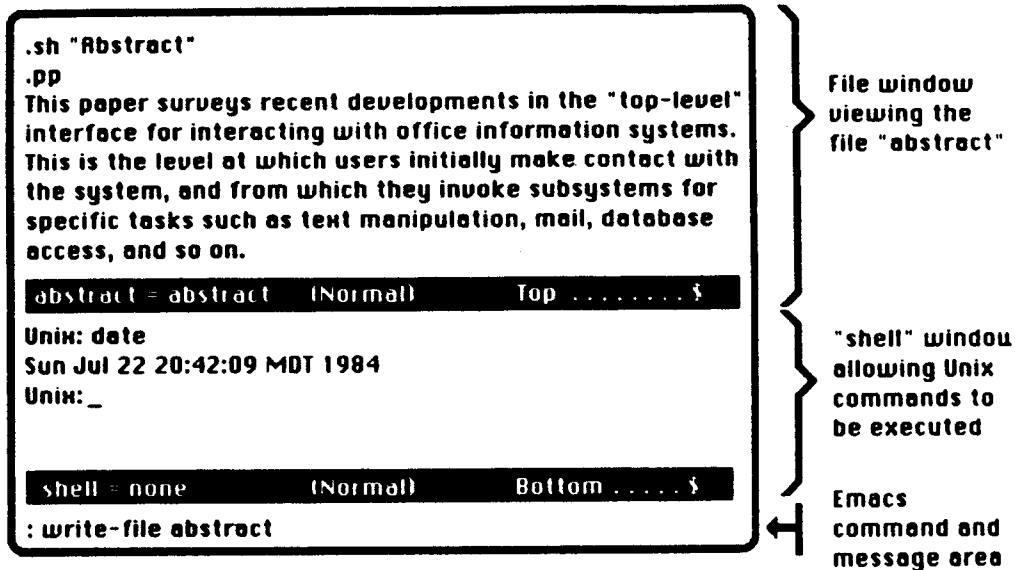 .sh "Abstract"
.pp
This paper surveys recent developments in the "top-level"
interface for interacting with office information systems.
This is the level at which users initially make contact with
the system, and from which they invoke subsystems for
specific tasks such as text manipulation, mail, database
access, and so on.
abstract = abstract (Normal) Top ........$
Unix: date
Sun Jul 22 20:42:09 MDT 1984
Unix:_
shell = none (Normal) Bottom .....$
: write-file abstract
File window
viewing the
file "abstract"
"shell" window
allowing Unix
commands to
be executed
Emacs
command and
message area